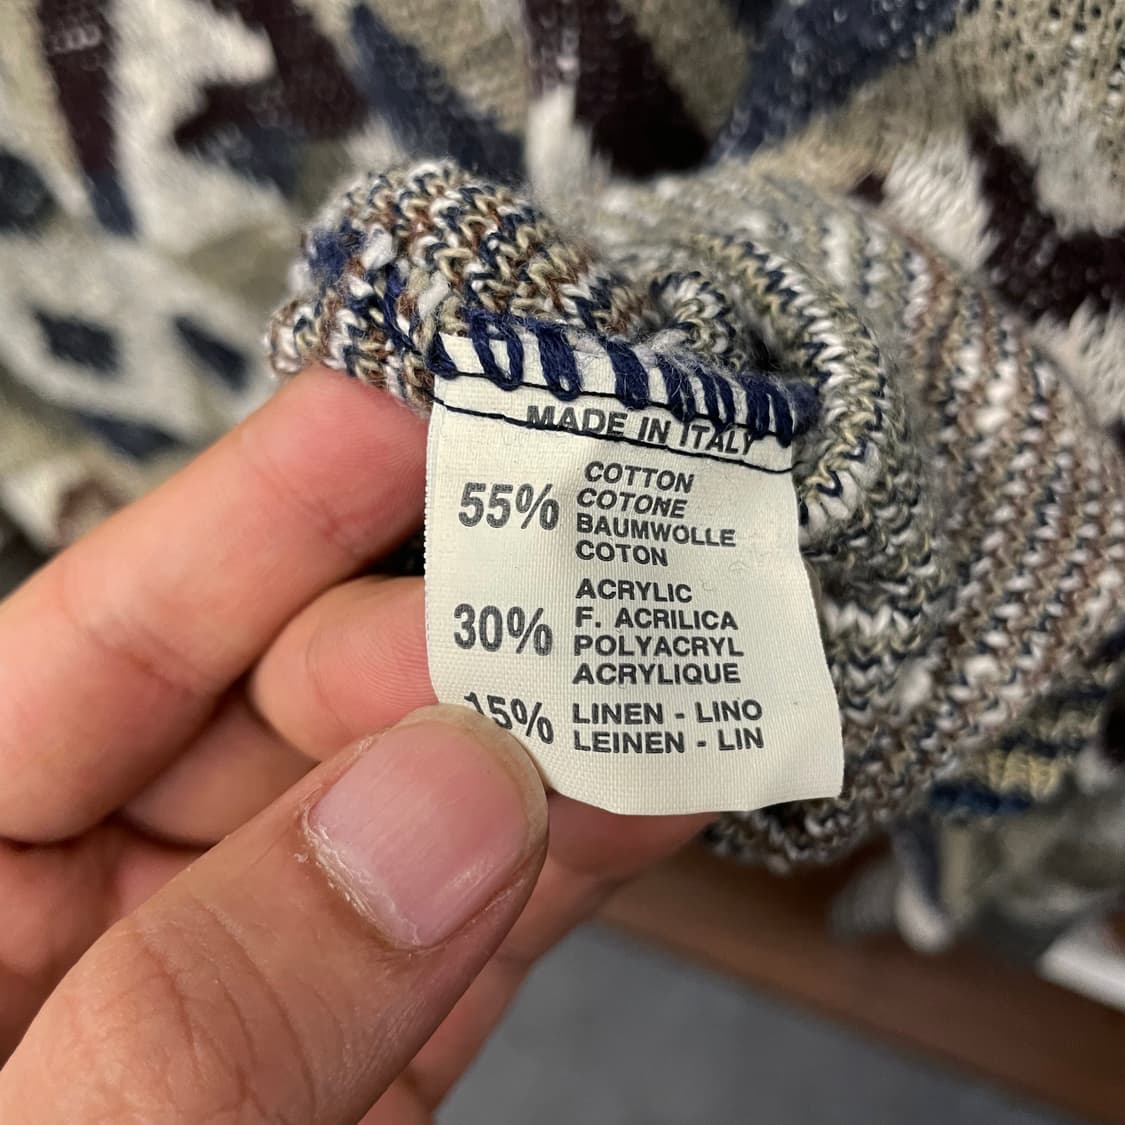 MADE IN ITALY
55% COTTON
COTONE
BAUMWOLLE
COTON
30% ACRYLIC
F. ACRILICA
POLYACRYL
ACRYLIQUE
15% LINEN - LINO
LEINEN - LIN